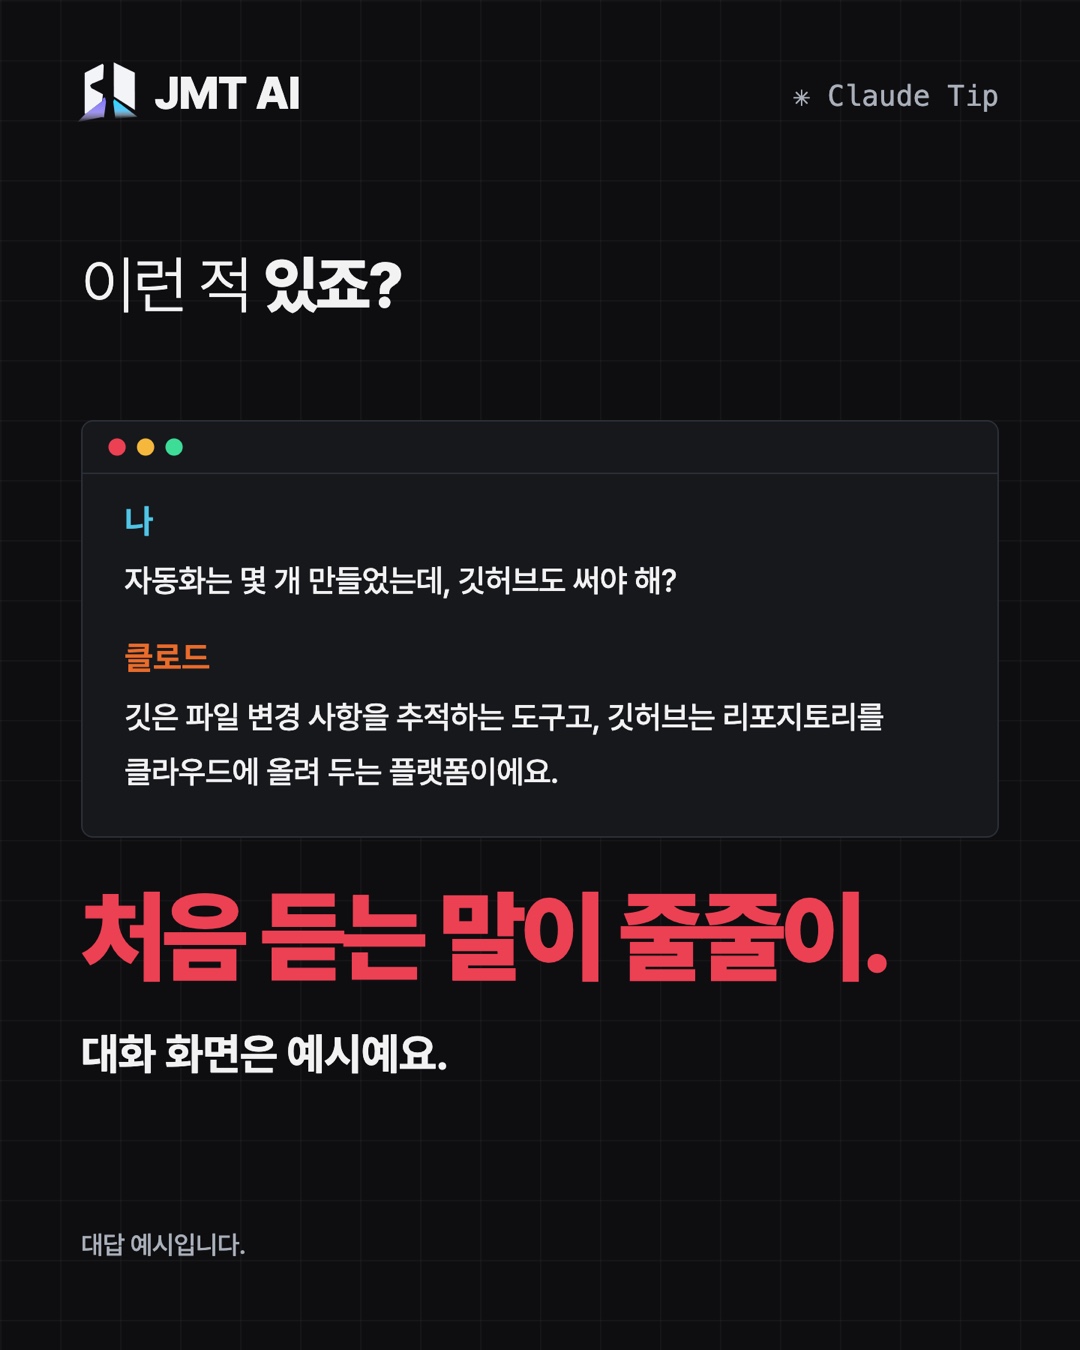 JMT AI
✳ Claude Tip
이런 적 있죠?
나
자동화는 몇 개 만들었는데, 깃허브도 써야 해?
클로드
깃은 파일 변경 사항을 추적하는 도구고, 깃허브는 리포지토리를
클라우드에 올려 두는 플랫폼이에요.
처음 듣는 말이 줄줄이.
대화 화면은 예시예요.
대답 예시입니다.